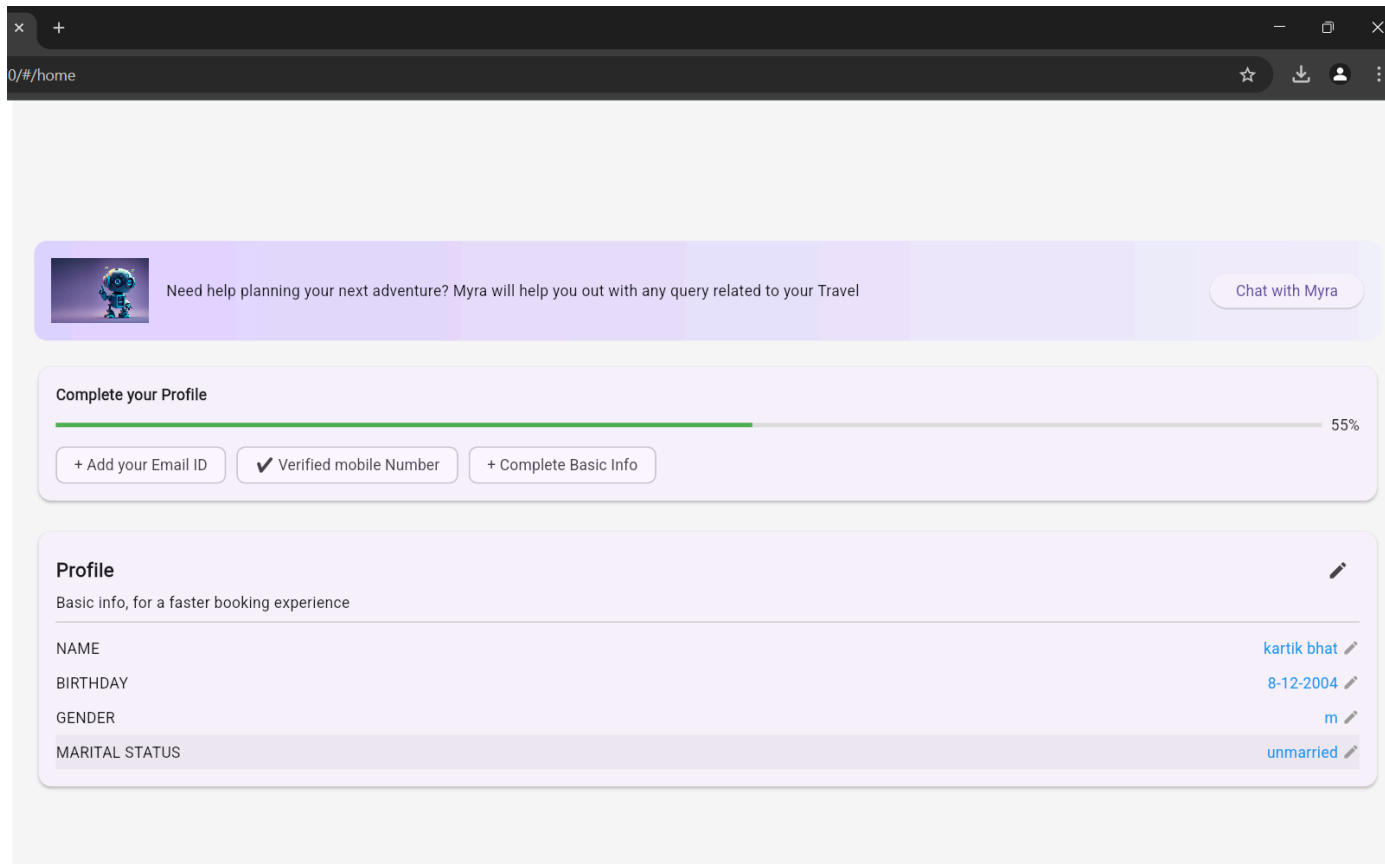 0/#/home
Need help planning your next adventure? Myra will help you out with any query related to your Travel
Chat with Myra
Complete your Profile
55%
+ Add your Email ID
✔ Verified mobile Number
+ Complete Basic Info
Profile
Basic info, for a faster booking experience
NAME kartik bhat
BIRTHDAY 8-12-2004
GENDER m
MARITAL STATUS unmarried